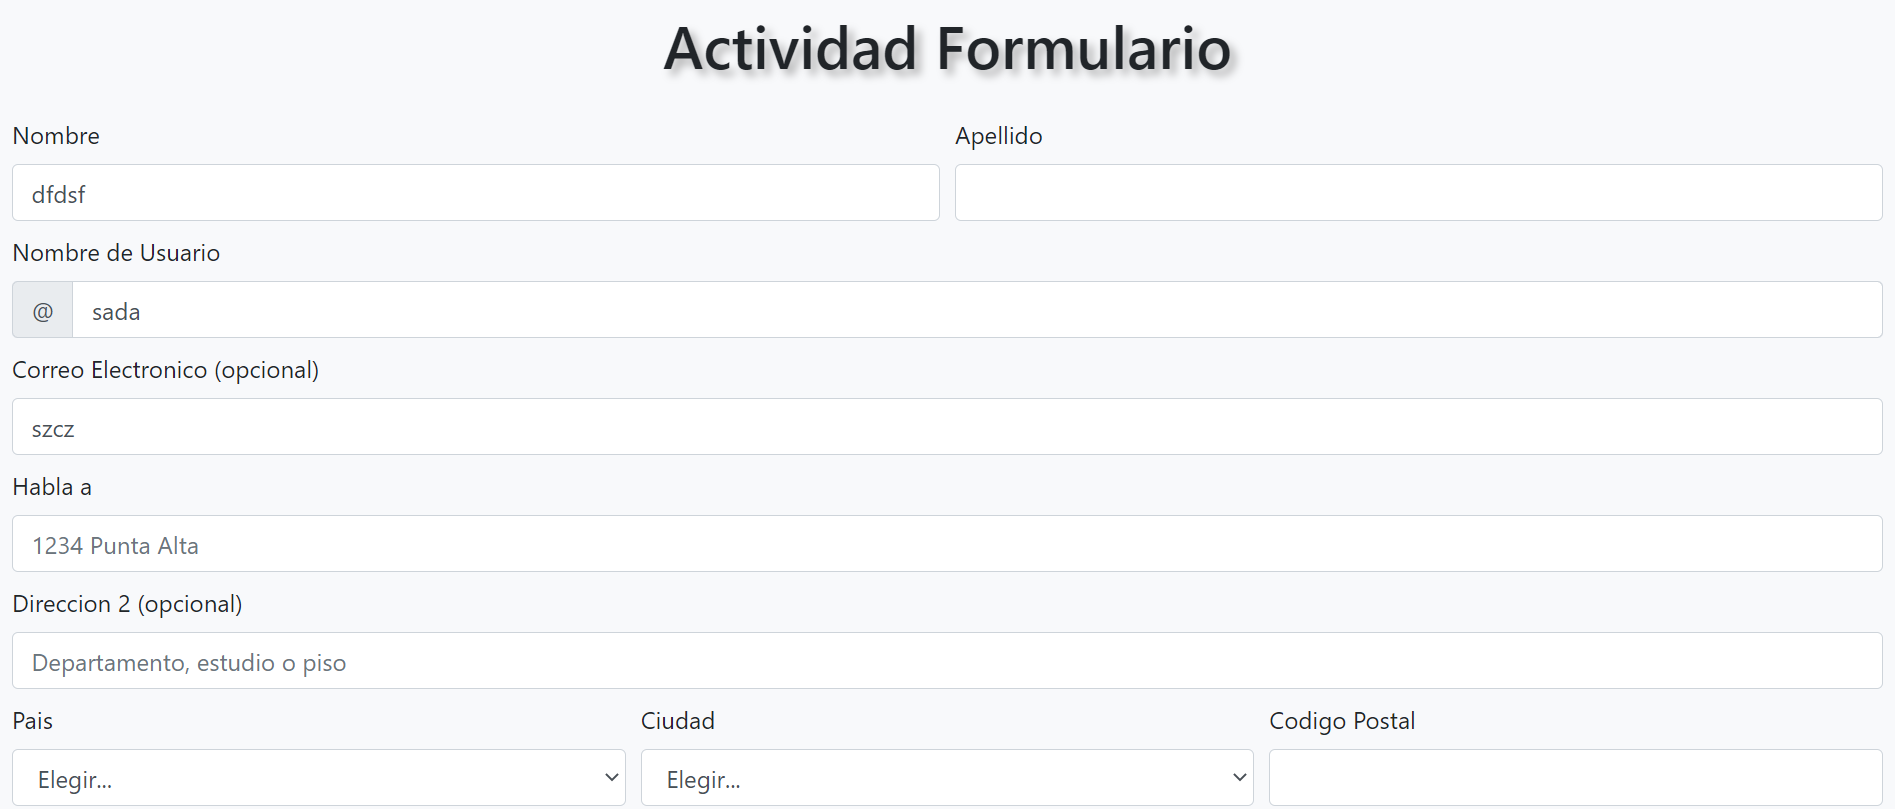 Actividad Formulario
Nombre
Apellido
dfdsf
Nombre de Usuario
@ sada
Correo Electronico (opcional)
szcz
Habla a
1234 Punta Alta
Direccion 2 (opcional)
Departamento, estudio o piso
Pais
Ciudad
Codigo Postal
Elegir...
Elegir...